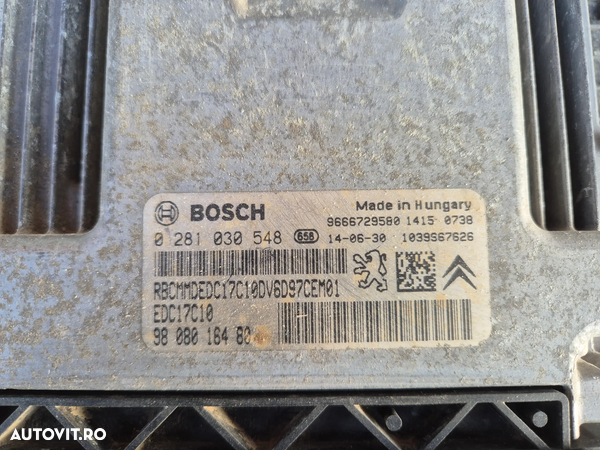 BOSCH
Made in Hungary
9666729580 1415 0738
0 281 030 548 658 14-06-30 1039S67626
RBCMMDEDC17C10DV6D97CEM01
EDC17C10
98 080 164 80
AUTOVIT.RO